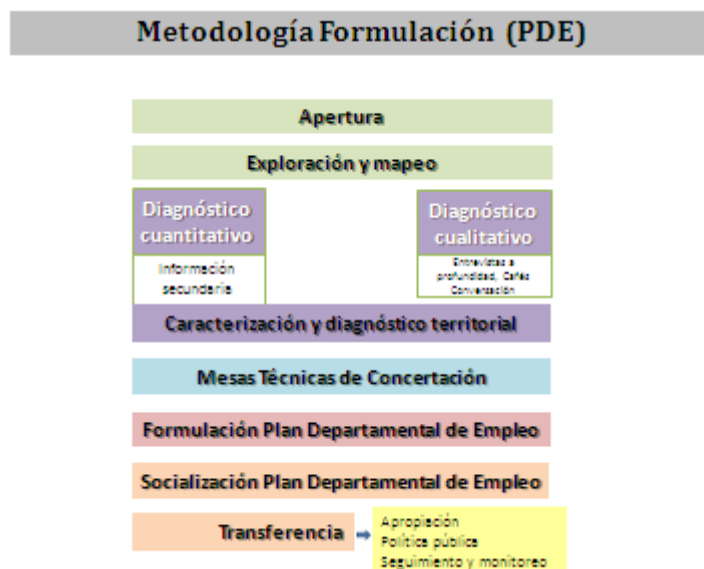 Metodología Formulación (PDE)
Apertura
Exploración y mapeo
Diagnóstico
cuantitativo
Información
secundaria
Diagnóstico
cualitativo
Entrevistas a
profundidad, Cafés
Conversación
Caracterización y diagnóstico territorial
Mesas Técnicas de Concertación
Formulación Plan Departamental de Empleo
Socialización Plan Departamental de Empleo
Transferencia
Apropiación
Política pública
Seguimiento y monitoreo